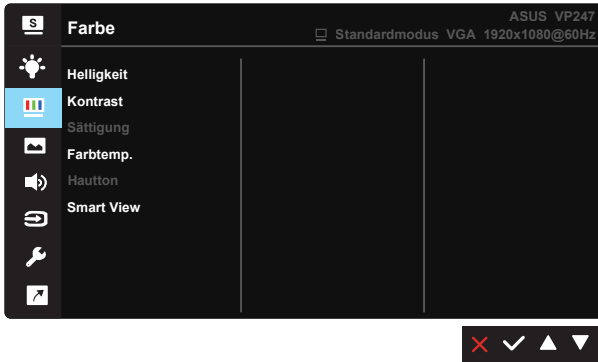 S
Farbe
ASUS VP247
Standardmodus VGA 1920x1080@60Hz
Helligkeit
Kontrast
Sättigung
Farbtemp.
Hautton
Smart View